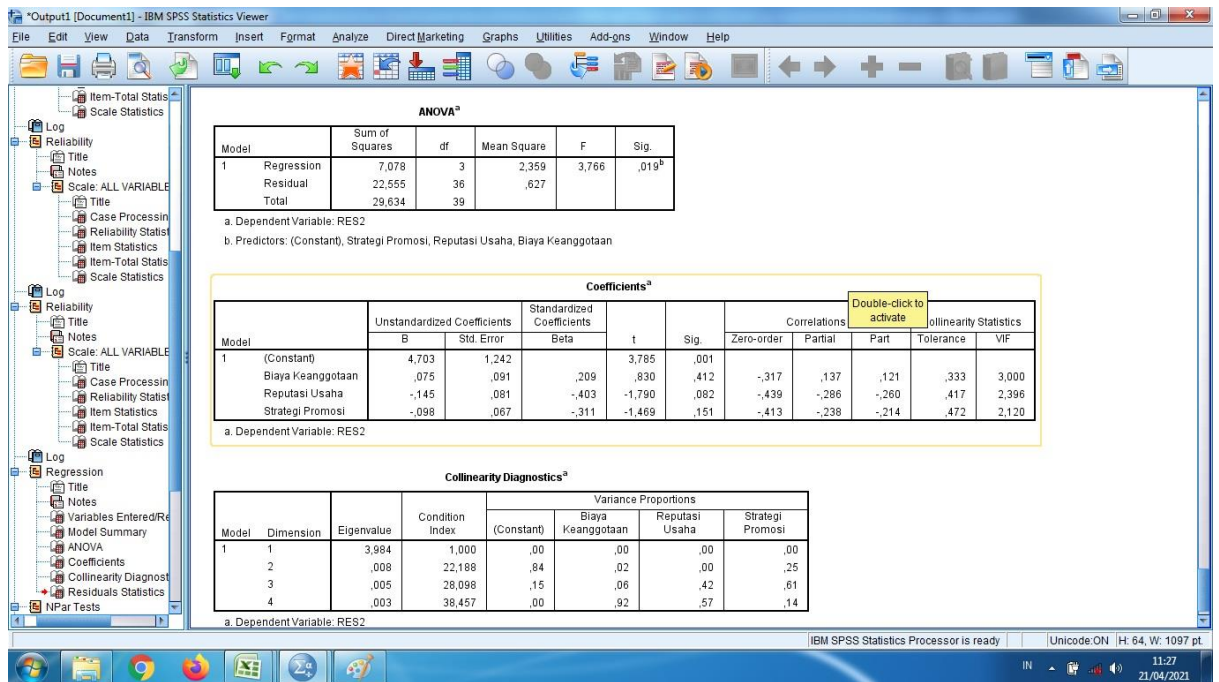 *Output1 [Document1] - IBM SPSS Statistics Viewer
File Edit View Data Transform Insert Format Analyze Direct Marketing Graphs Utilities Add-ons Window Help
Item-Total Statis
Scale Statistics
Log
Reliability
Title
Notes
Scale: ALL VARIABLE
Title
Case Processin
Reliability Statist
Item Statistics
Item-Total Statis
Scale Statistics
Log
Reliability
Title
Notes
Scale: ALL VARIABLE
Title
Case Processin
Reliability Statist
Item Statistics
Item-Total Statis
Scale Statistics
Log
Regression
Title
Notes
Variables Entered/Re
Model Summary
ANOVA
Coefficients
Collinearity Diagnost
Residuals Statistics
NPar Tests
ANOVAa
Model Sum of Squares df Mean Square F Sig.
1 Regression 7,078 3 2,359 3,766 ,019b
Residual 22,555 36 ,627
Total 29,634 39
a. Dependent Variable: RES2
b. Predictors: (Constant), Strategi Promosi, Reputasi Usaha, Biaya Keanggotaan
Coefficientsa
Unstandardized Coefficients Standardized Coefficients Correlations ollinearity Statistics
Double-click to activate
Model B Std. Error Beta t Sig. Zero-order Partial Part Tolerance VIF
1 (Constant) 4,703 1,242 3,785 ,001
Biaya Keanggotaan ,075 ,091 ,209 ,830 ,412 -,317 ,137 ,121 ,333 3,000
Reputasi Usaha -,145 ,081 -,403 -1,790 ,082 -,439 -,286 -,260 ,417 2,396
Strategi Promosi -,098 ,067 -,311 -1,469 ,151 -,413 -,238 -,214 ,472 2,120
a. Dependent Variable: RES2
Collinearity Diagnosticsa
Variance Proportions
Model Dimension Eigenvalue Condition Index (Constant) Biaya Keanggotaan Reputasi Usaha Strategi Promosi
1 1 3,984 1,000 ,00 ,00 ,00 ,00
2 ,008 22,188 ,84 ,02 ,00 ,25
3 ,005 28,098 ,15 ,06 ,42 ,61
4 ,003 38,457 ,00 ,92 ,57 ,14
a. Dependent Variable: RES2
IBM SPSS Statistics Processor is ready Unicode:ON H: 64, W: 1097 pt.
IN 11:27
21/04/2021